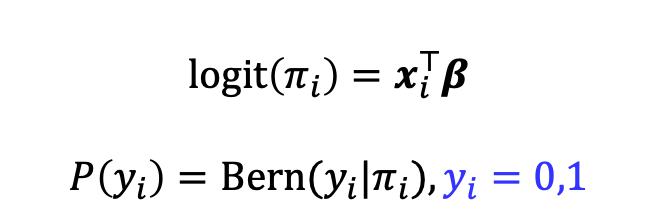 logit(πᵢ) = 𝒙ᵢᵀ𝜷
P(yᵢ) = Bern(yᵢ|πᵢ), yᵢ = 0,1